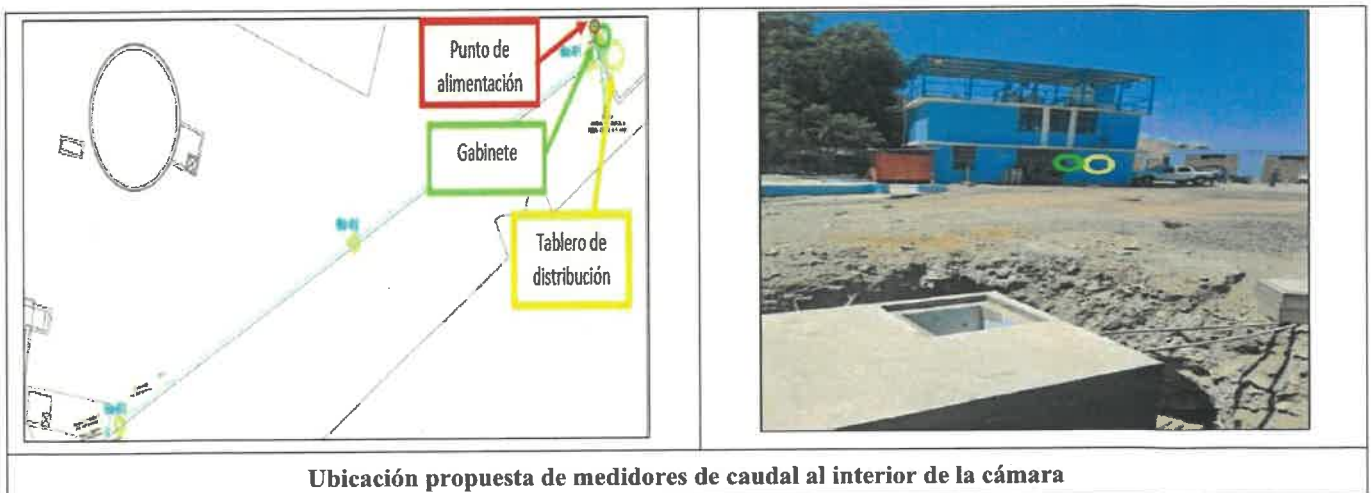 Punto de
alimentación
Gabinete
Tablero de
distribución
Ubicación propuesta de medidores de caudal al interior de la cámara